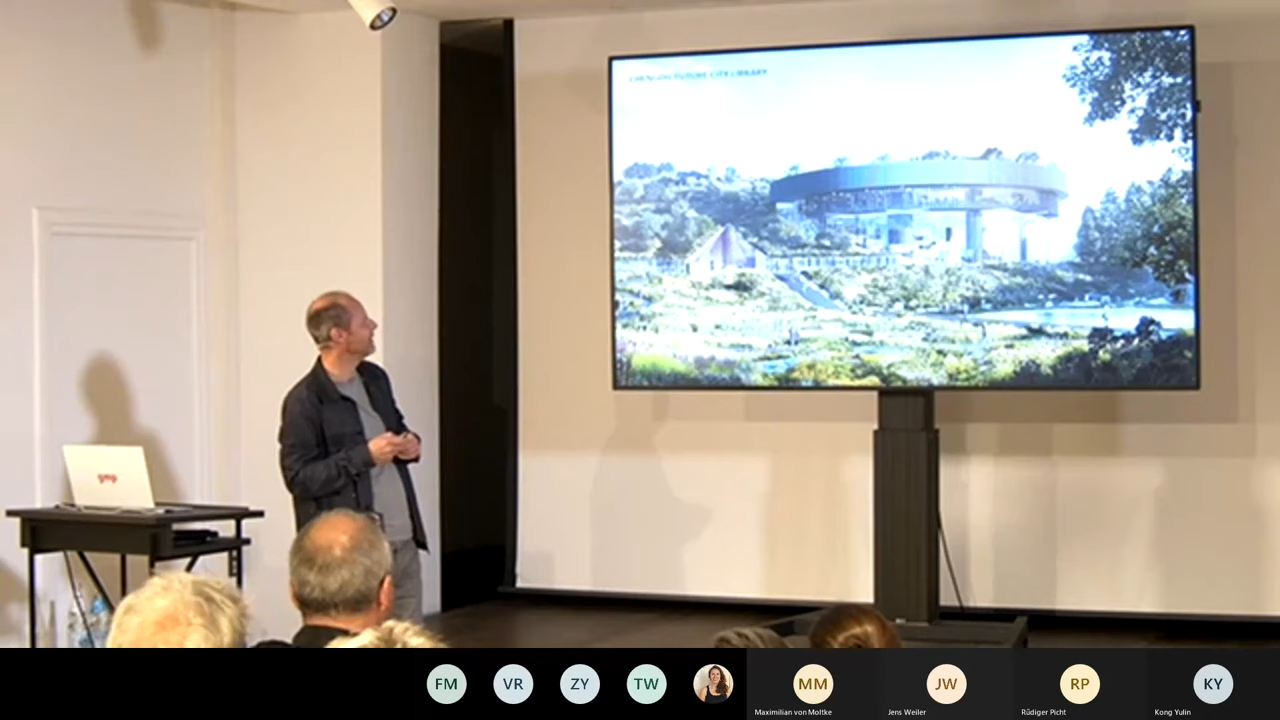 CHENGDU FUTURE CITY LIBRARY
gmp
FM
VR
ZY
TW
MM
JW
RP
KY
Maximilian von Moltke
Jens Weiler
Rüdiger Picht
Kong Yulin